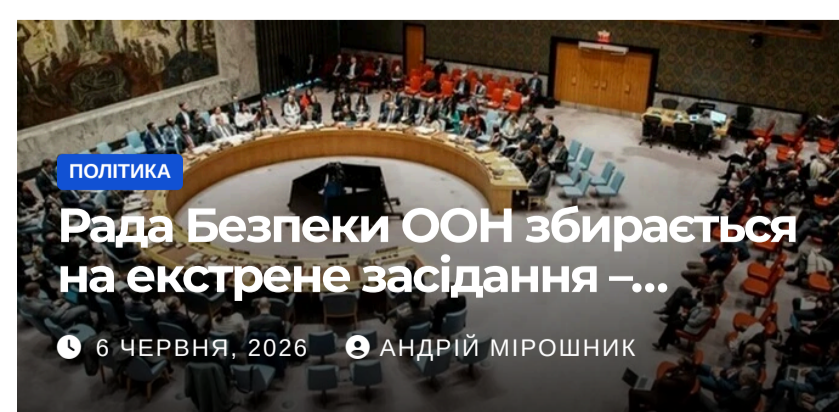 ПОЛІТИКА
Рада Безпеки ООН збирається
на екстрене засідання –...
6 ЧЕРВНЯ, 2026 АНДРІЙ МІРОШНИК